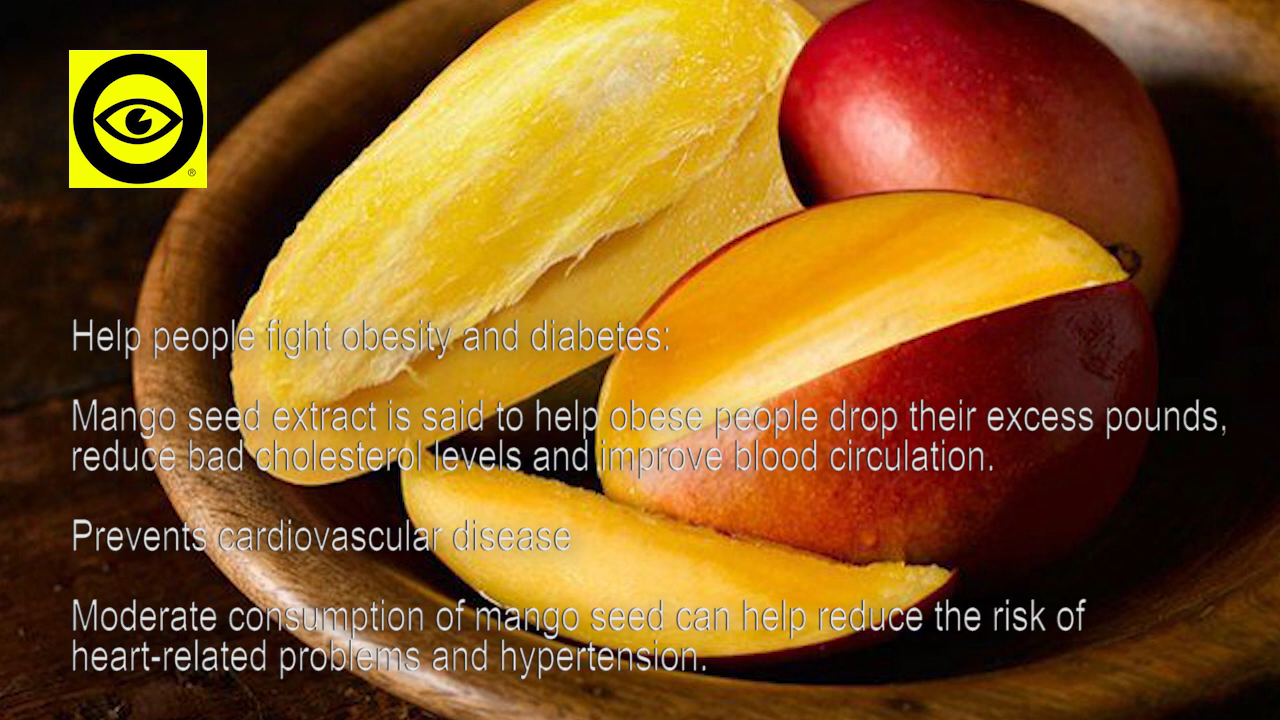 ®
Help people fight obesity and diabetes:
Mango seed extract is said to help obese people drop their excess pounds,
reduce bad cholesterol levels and improve blood circulation.
Prevents cardiovascular disease
Moderate consumption of mango seed can help reduce the risk of
heart-related problems and hypertension.